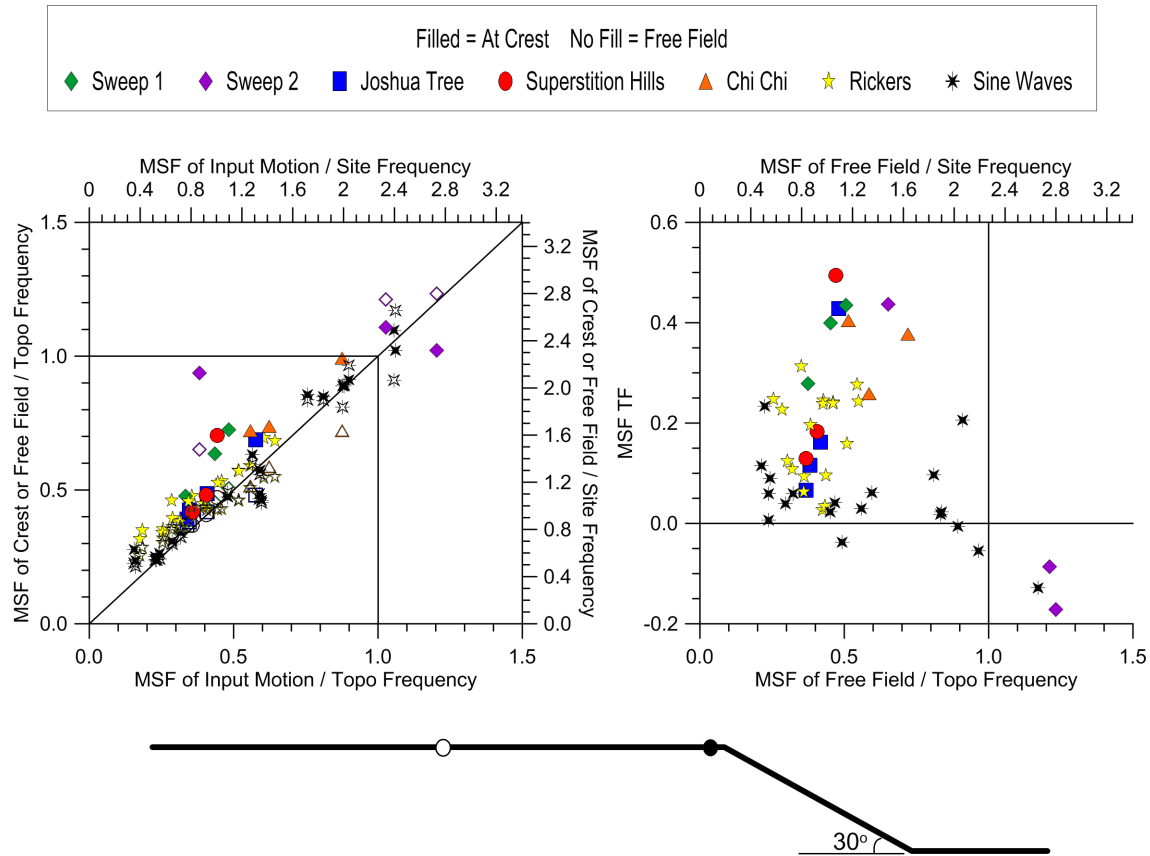 Filled = At Crest No Fill = Free Field
Sweep 1 Sweep 2 Joshua Tree Superstition Hills Chi Chi Rickers Sine Waves
MSF of Input Motion / Site Frequency
0 0.4 0.8 1.2 1.6 2 2.4 2.8 3.2
MSF of Crest or Free Field / Topo Frequency
1.5
1.0
0.5
0.0
3.2
2.8
2.4
2.0
1.6
1.2
0.8
0.4
0.0
MSF of Crest or Free Field / Site Frequency
0.0 0.5 1.0 1.5
MSF of Input Motion / Topo Frequency
MSF of Free Field / Site Frequency
0 0.4 0.8 1.2 1.6 2 2.4 2.8 3.2
MSF TF
0.6
0.4
0.2
0.0
-0.2
0.0 0.5 1.0 1.5
MSF of Free Field / Topo Frequency
30°